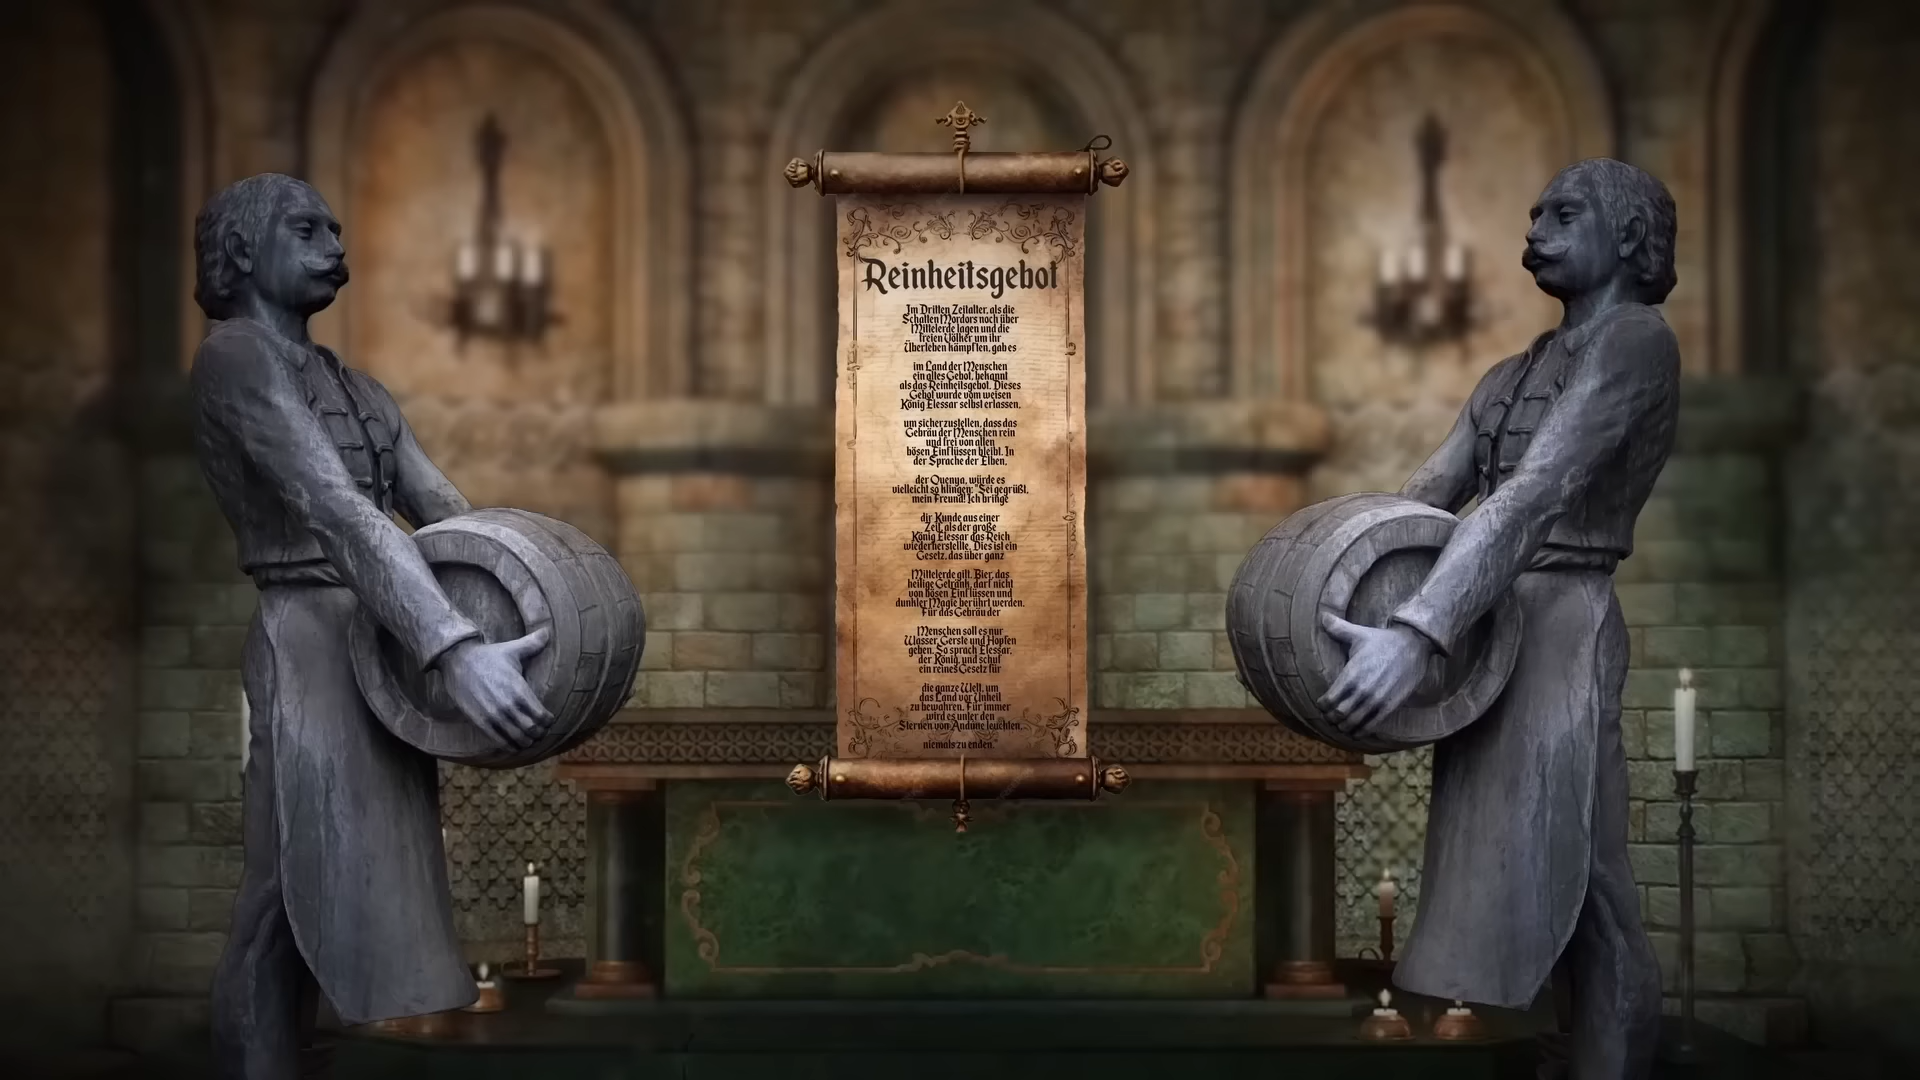 Reinheitsgebot
Im Dritten Zeitalter, als die
Schatten Mordors noch über
Mittelerde lagen und die
freien Völker um ihr
Überleben kämpften, gab es
im Land der Menschen
ein altes Gebot, bekannt
als das Reinheitsgebot. Dieses
Gebot wurde vom weisen
König Elessar selbst erlassen,
um sicherzustellen, dass das
Gebräu der Menschen rein
und frei von allen
bösen Einflüssen bleibt. In
der Sprache der Elben,
der Quenya, würde es
vielleicht so klingen: "Sei gegrüßt,
mein Freund! Ich bringe
dir Kunde aus einer
Zeit, als der große
König Elessar das Reich
wiederherstellte. Dies ist ein
Gesetz, das über ganz
Mittelerde gilt. Bier, das
heilige Getränk, darf nicht
von bösen Einflüssen und
dunkler Magie berührt werden.
Für das Gebräu der
Menschen soll es nur
Wasser, Gerste und Hopfen
geben. So sprach Elessar,
der König, und schuf
ein reines Gesetz für
die ganze Welt, um
das Land vor Unheil
zu bewahren. Für immer
wird es unter den
Sternen von Andúne leuchten,
niemals zu enden."